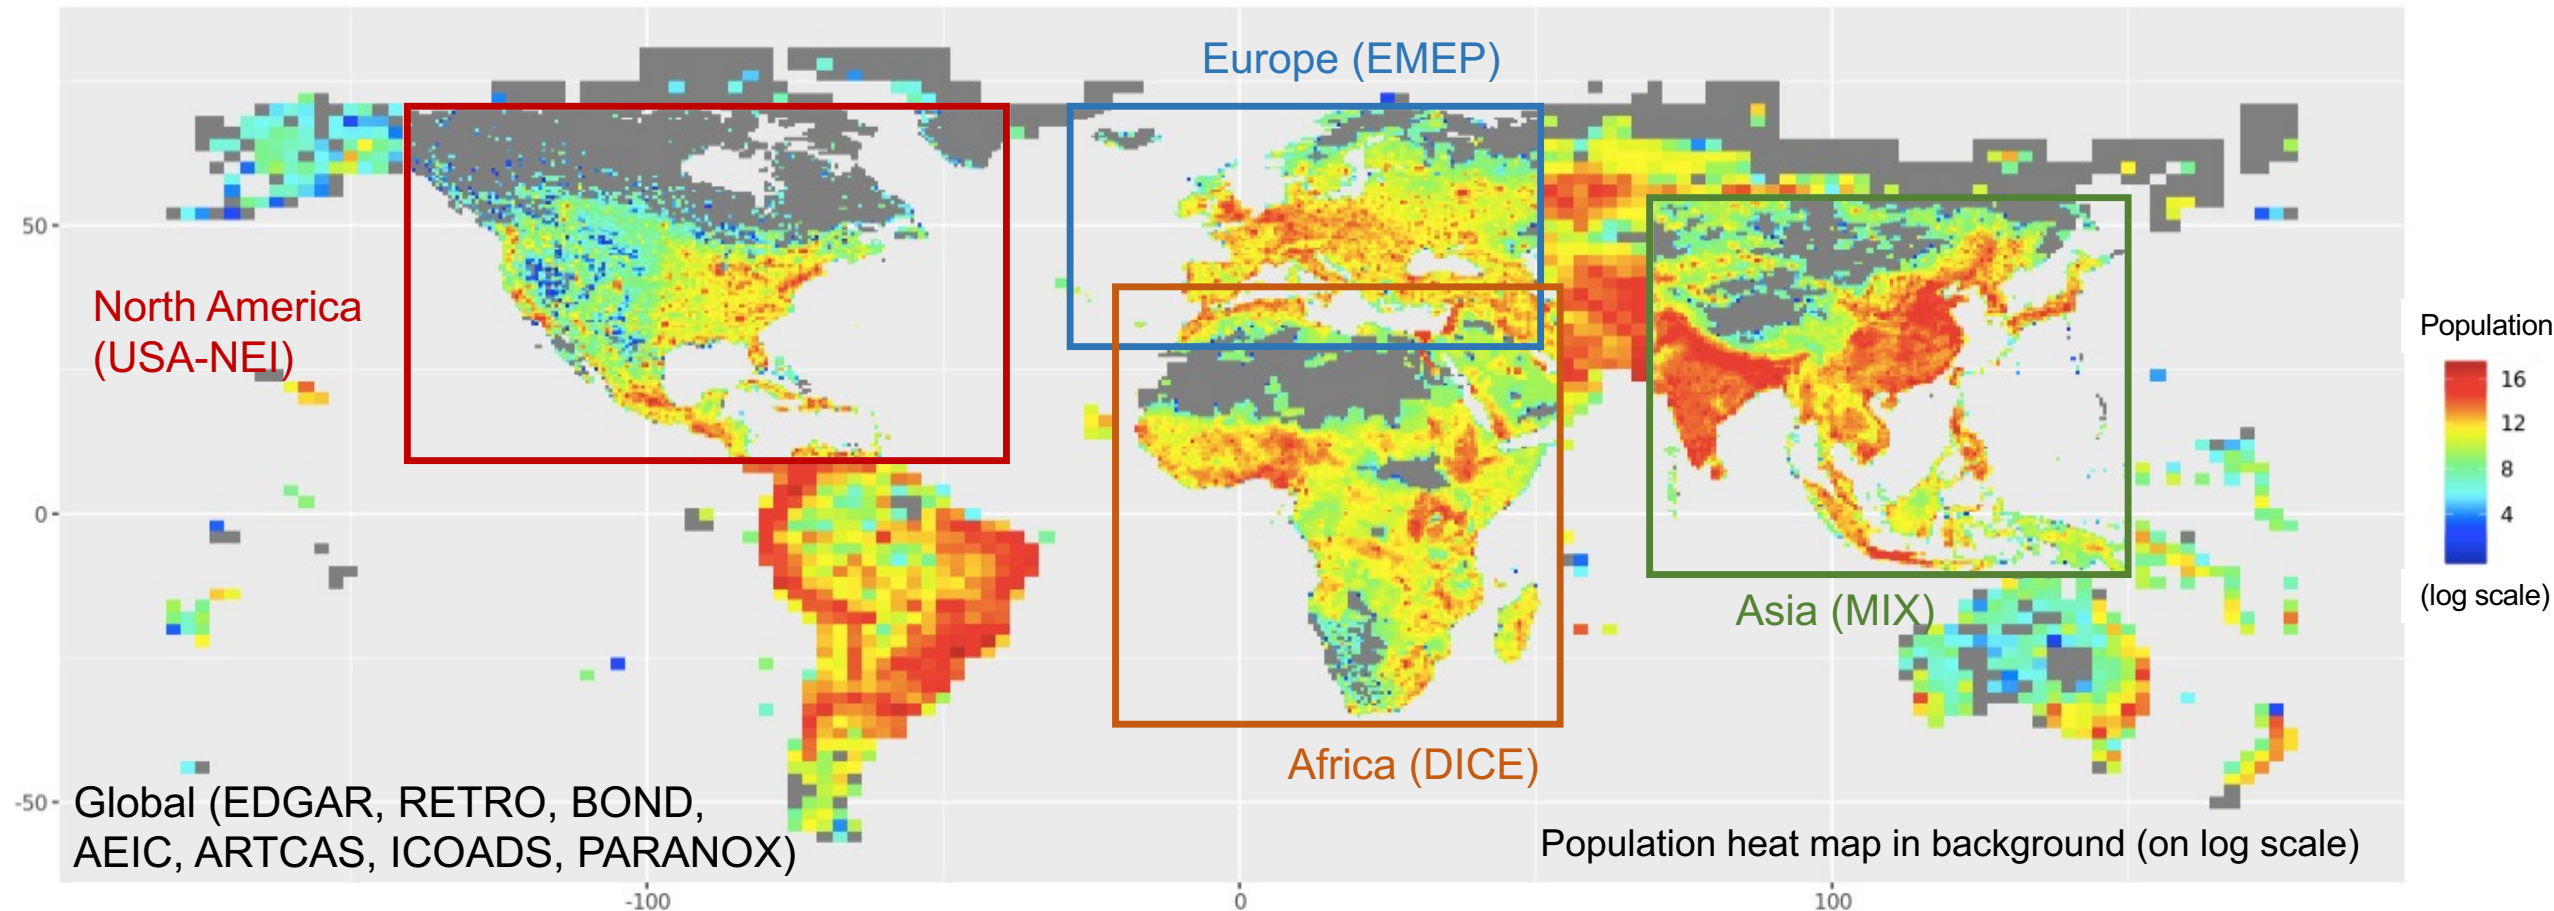 Europe (EMEP)
50
North America
(USA-NEI)
Population
16
12
8
4
(log scale)
0
Asia (MIX)
Africa (DICE)
-50
Global (EDGAR, RETRO, BOND,
AEIC, ARTCAS, ICOADS, PARANOX)
Population heat map in background (on log scale)
-100
0
100